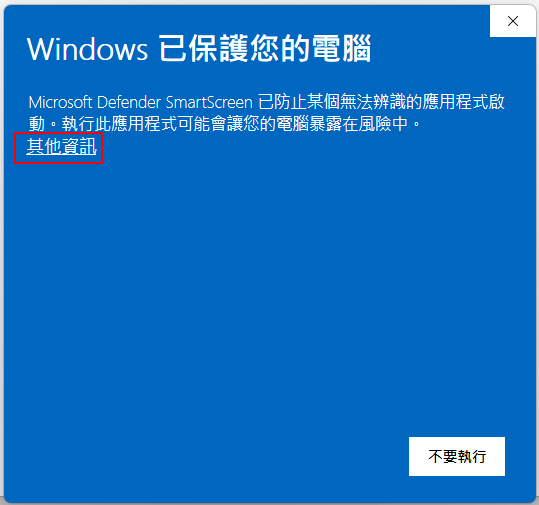 Windows 已保護您的電腦
Microsoft Defender SmartScreen 已防止某個無法辨識的應用程式啟
動。執行此應用程式可能會讓您的電腦暴露在風險中。
其他資訊
不要執行